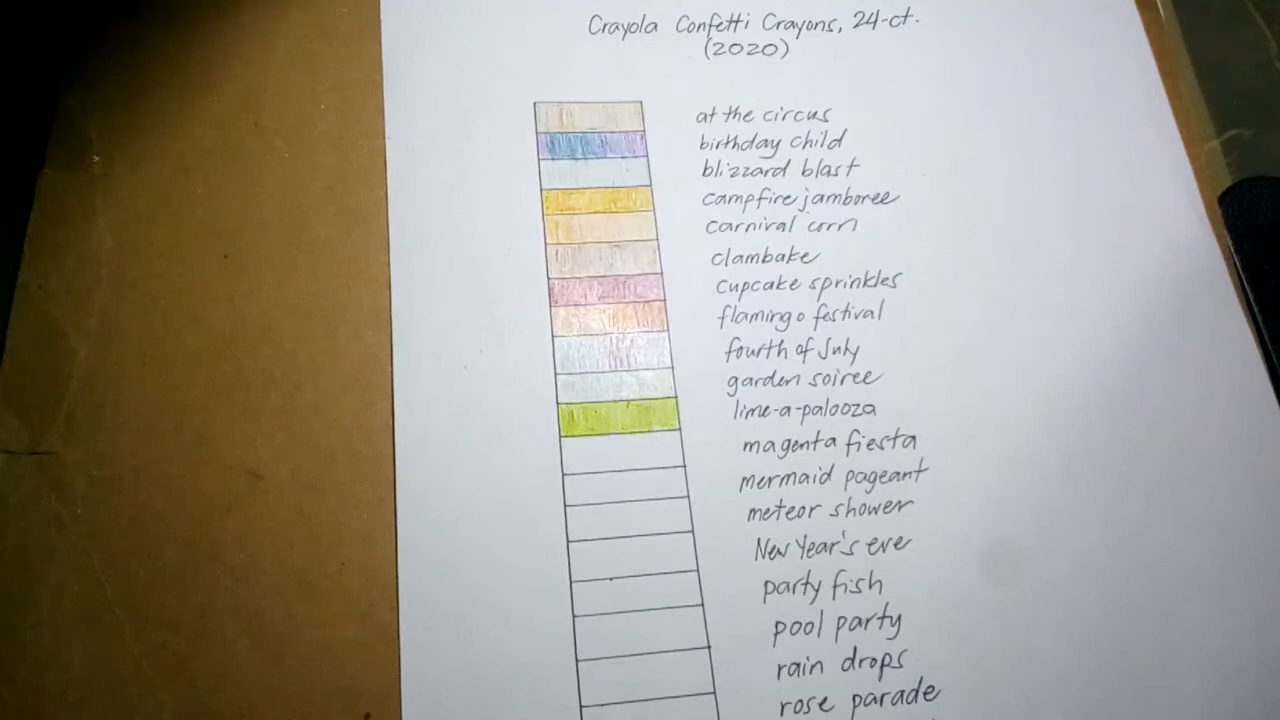 Crayola Confetti Crayons, 24-ct.
(2020)
at the circus
birthday child
blizzard blast
campfire jamboree
carnival corn
clambake
cupcake sprinkles
flamingo festival
fourth of July
garden soiree
lime-a-palooza
magenta fiesta
mermaid pageant
meteor shower
New Year's eve
party fish
pool party
rain drops
rose parade